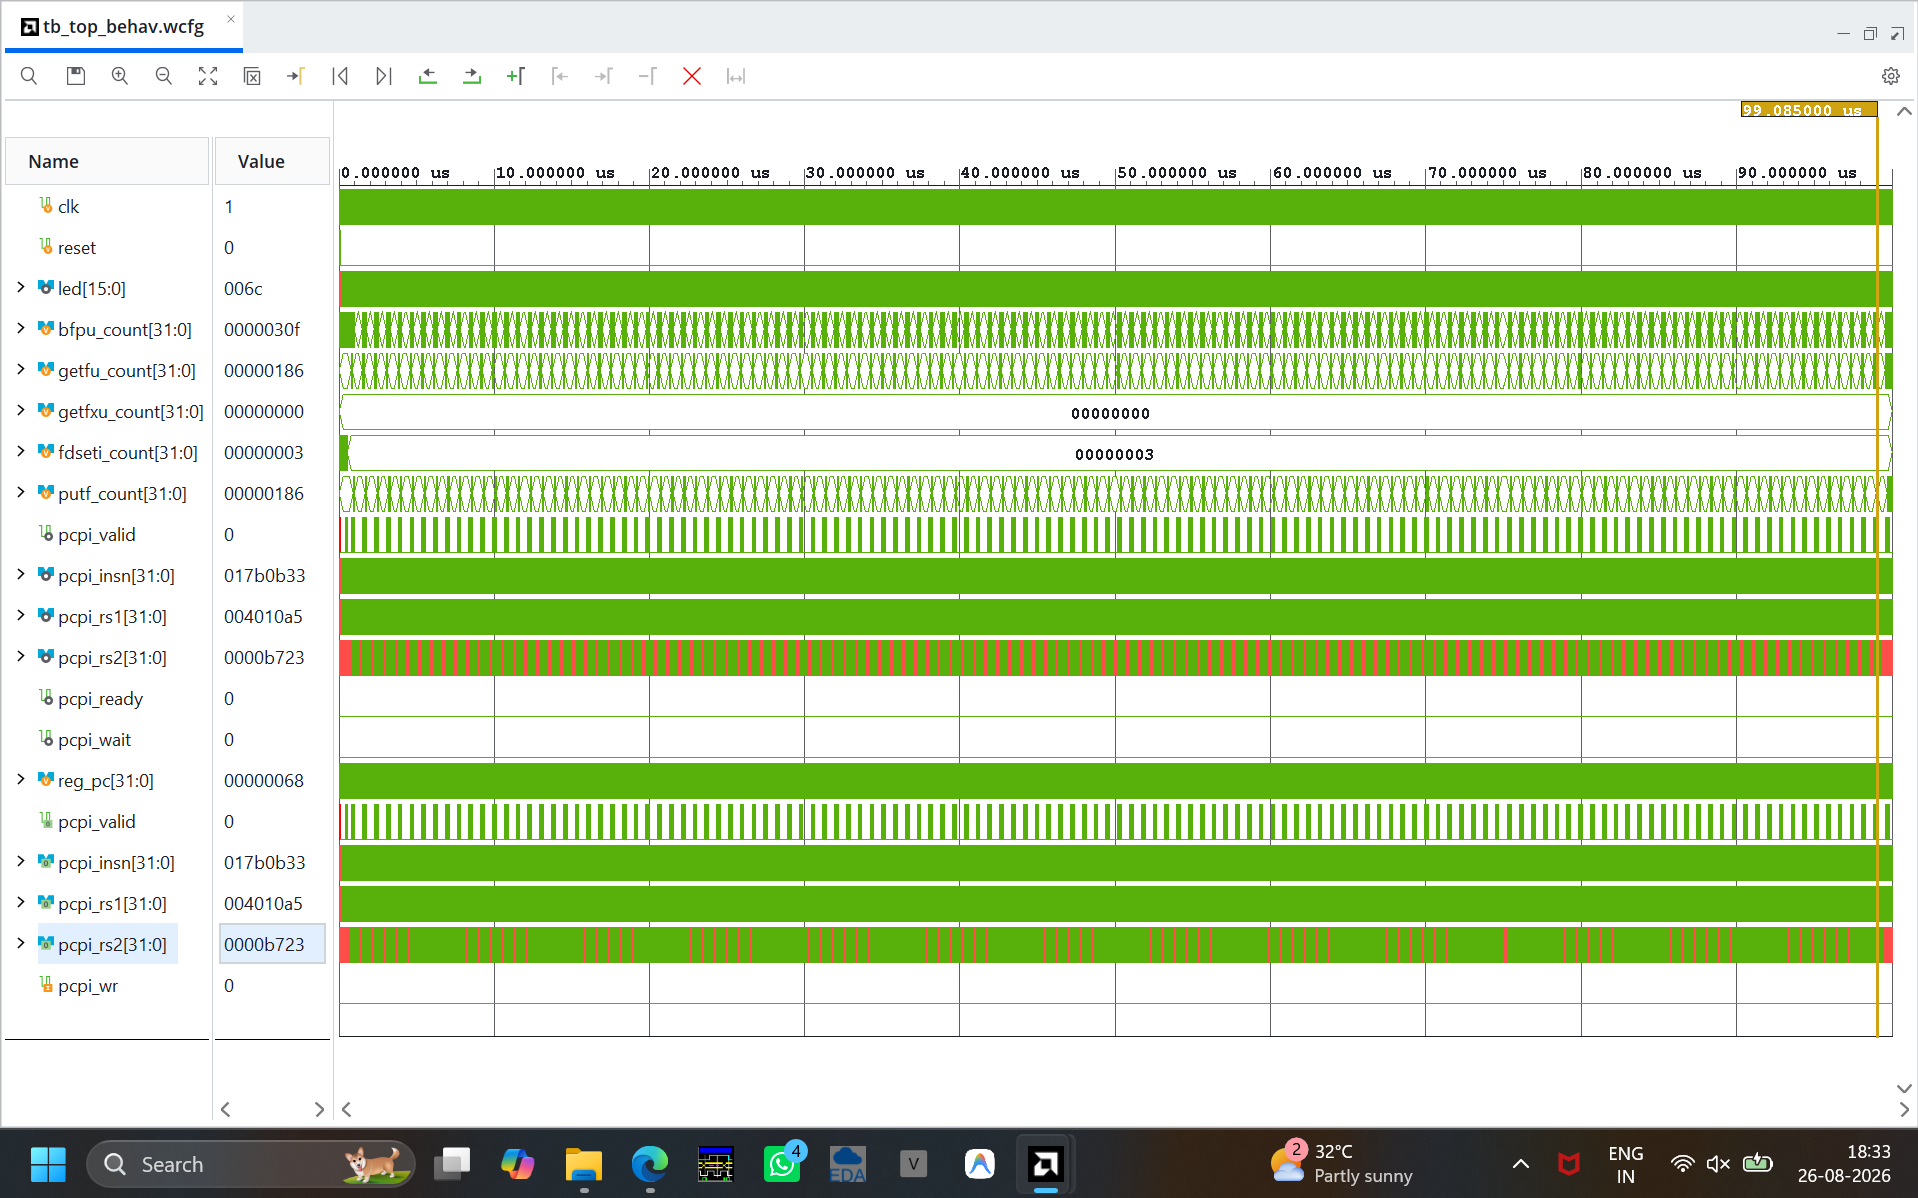 tb_top_behav.wcfg
99.085000 us
Name Value
0.000000 us 10.000000 us 20.000000 us 30.000000 us 40.000000 us 50.000000 us 60.000000 us 70.000000 us 80.000000 us 90.000000 us
clk 1
reset 0
led[15:0] 006c
bfpu_count[31:0] 0000030f
getfu_count[31:0] 00000186
getfxu_count[31:0] 00000000 00000000
fdseti_count[31:0] 00000003 00000003
putf_count[31:0] 00000186
pcpi_valid 0
pcpi_insn[31:0] 017b0b33
pcpi_rs1[31:0] 004010a5
pcpi_rs2[31:0] 0000b723
pcpi_ready 0
pcpi_wait 0
reg_pc[31:0] 00000068
pcpi_valid 0
pcpi_insn[31:0] 017b0b33
pcpi_rs1[31:0] 004010a5
pcpi_rs2[31:0] 0000b723
pcpi_wr 0
Search
4
EDA
V
2
32°C
Partly sunny
ENG
IN
18:33
26-08-2026